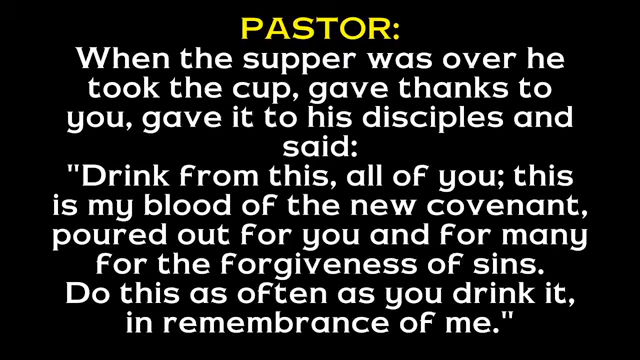 PASTOR:
When the supper was over he
took the cup, gave thanks to
you, gave it to his disciples and
said:
"Drink from this, all of you; this
is my blood of the new covenant,
poured out for you and for many
for the forgiveness of sins.
Do this as often as you drink it,
in remembrance of me."